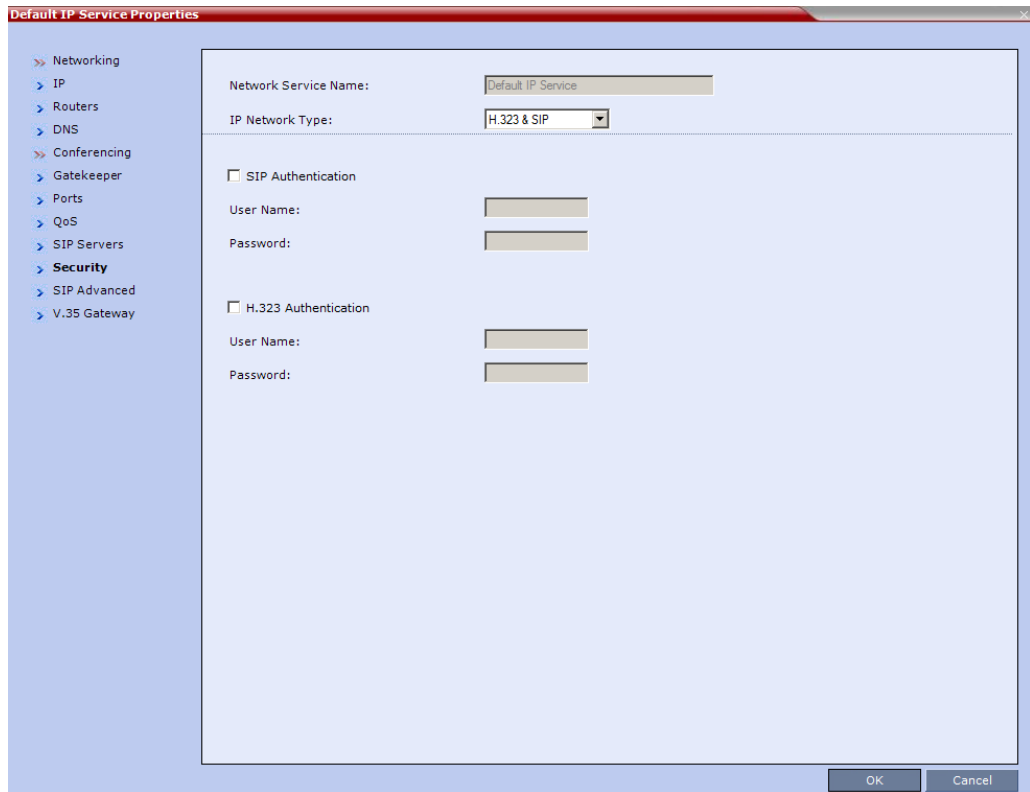 Default IP Service Properties
Networking
IP
Routers
DNS
Conferencing
Gatekeeper
Ports
QoS
SIP Servers
Security
SIP Advanced
V.35 Gateway
Network Service Name: Default IP Service
IP Network Type: H.323 & SIP
SIP Authentication
User Name:
Password:
H.323 Authentication
User Name:
Password:
OK Cancel